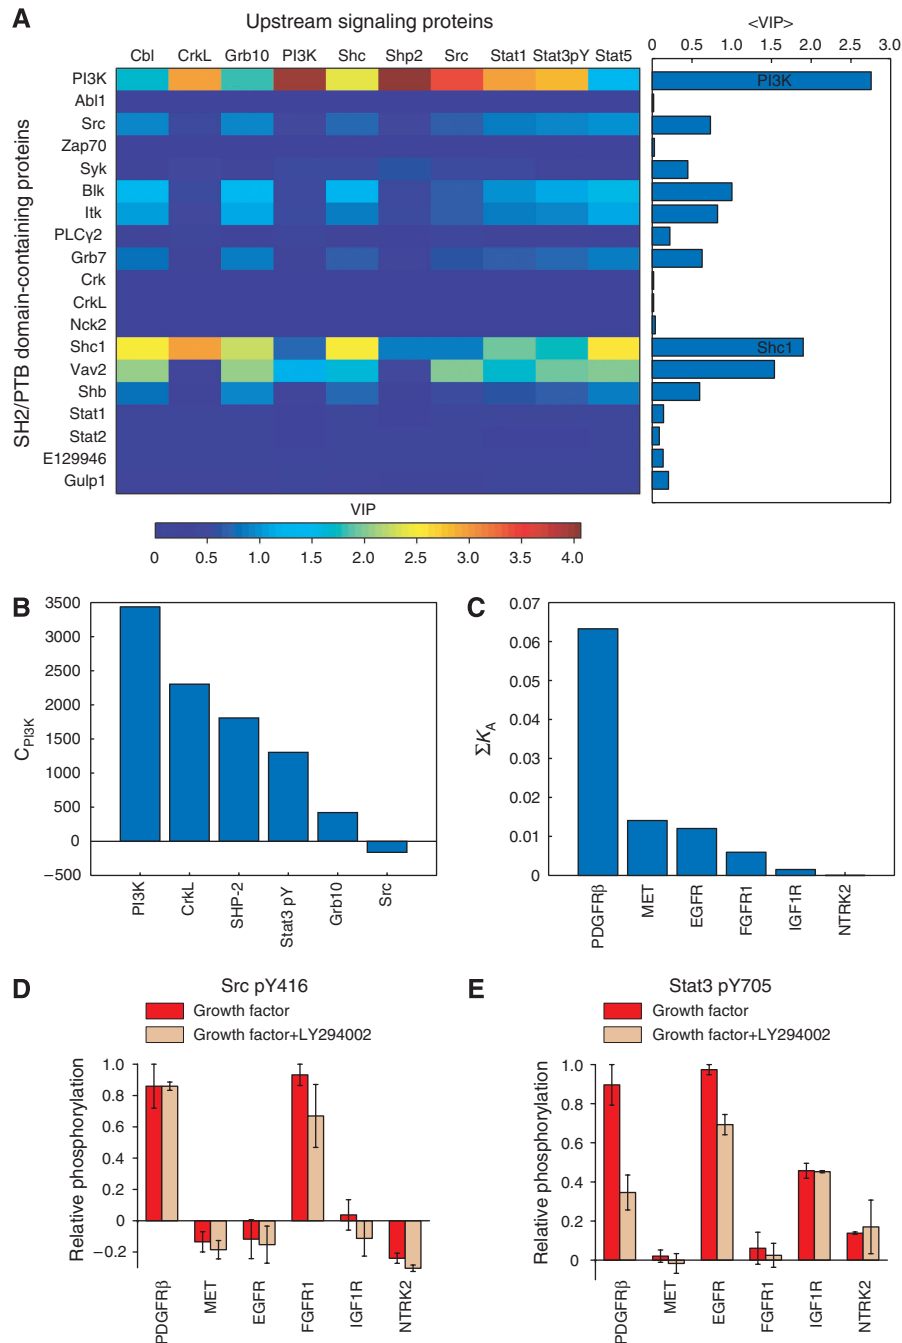 A
Upstream signaling proteins
Cbl CrkL Grb10 PI3K Shc Shp2 Src Stat1 Stat3pY Stat5
<VIP>
0 0.5 1.0 1.5 2.0 2.5 3.0
SH2/PTB domain-containing proteins
PI3K
Abl1
Src
Zap70
Syk
Blk
Itk
PLCγ2
Grb7
Crk
CrkL
Nck2
Shc1
Vav2
Shb
Stat1
Stat2
E129946
Gulp1
PI3K
Shc1
VIP
0 0.5 1.0 1.5 2.0 2.5 3.0 3.5 4.0
B
C_PI3K
3500
3000
2500
2000
1500
1000
500
0
−500
PI3K CrkL SHP-2 Stat3 pY Grb10 Src
C
ΣK_A
0.07
0.06
0.05
0.04
0.03
0.02
0.01
0
PDGFRβ MET EGFR FGFR1 IGF1R NTRK2
D
Src pY416
Growth factor
Growth factor+LY294002
Relative phosphorylation
1.0
0.8
0.6
0.4
0.2
0
−0.2
PDGFRβ MET EGFR FGFR1 IGF1R NTRK2
E
Stat3 pY705
Growth factor
Growth factor+LY294002
Relative phosphorylation
1.0
0.8
0.6
0.4
0.2
0
PDGFRβ MET EGFR FGFR1 IGF1R NTRK2